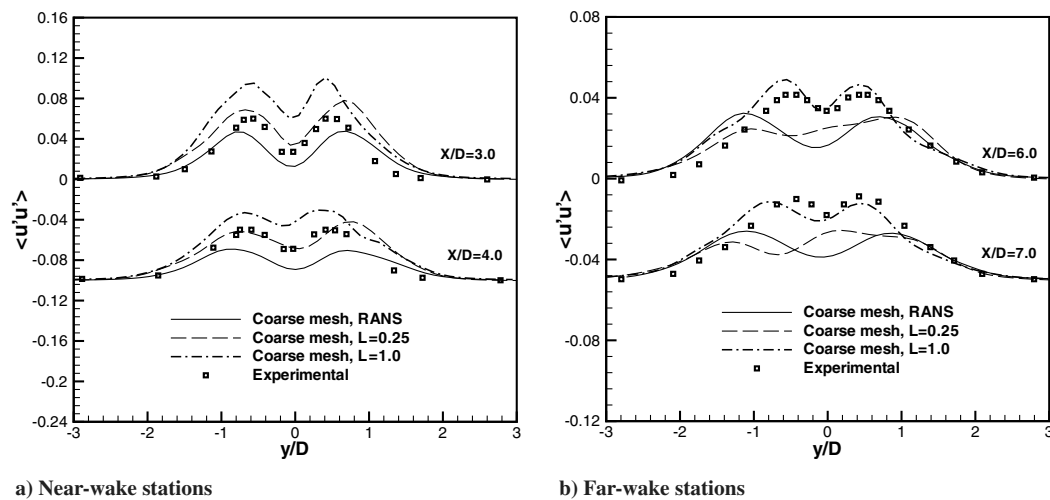 0.16
0.12
0.08
0.04
0
-0.04
-0.08
-0.12
-0.16
-0.2
-0.24
<u'u'>
X/D=3.0
X/D=4.0
Coarse mesh, RANS
Coarse mesh, L=0.25
Coarse mesh, L=1.0
Experimental
-3 -2 -1 0 1 2 3
y/D
a) Near-wake stations
0.08
0.04
0
-0.04
-0.08
-0.12
<u'u'>
X/D=6.0
X/D=7.0
Coarse mesh, RANS
Coarse mesh, L=0.25
Coarse mesh, L=1.0
Experimental
-3 -2 -1 0 1 2 3
y/D
b) Far-wake stations